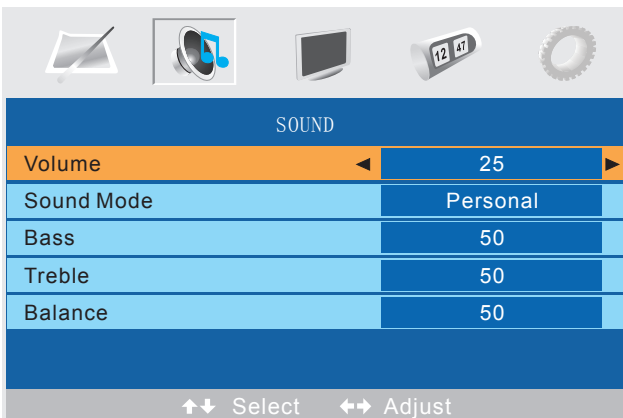 12 47
SOUND
Volume ◀ 25 ▶
Sound Mode Personal
Bass 50
Treble 50
Balance 50
Select Adjust